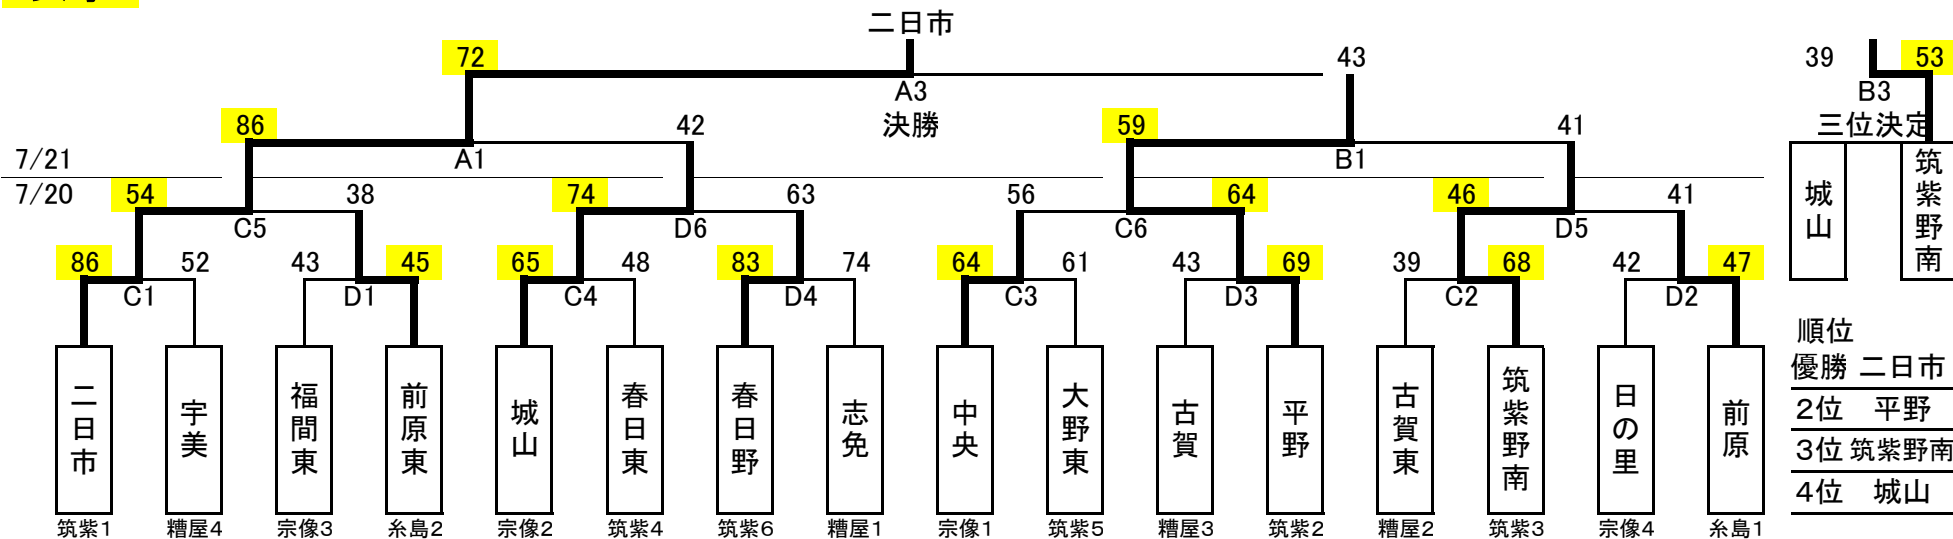 二日市
72 43 39 53
A3 B3
86 42 決勝 59 41 三位決定
7/21 A1 B1
7/20 54 38 74 63 56 64 46 41
C5 D6 C6 D5
86 52 43 45 65 48 83 74 64 61 43 69 39 68 42 47
C1 D1 C4 D4 C3 D3 C2 D2
城山
筑紫野南
二日市
宇美
福間東
前原東
城山
春日東
春日野
志免
中央
大野東
古賀
平野
古賀東
筑紫野南
日の里
前原
筑紫1 糟屋4 宗像3 糸島2 宗像2 筑紫4 筑紫6 糟屋1 宗像1 筑紫5 糟屋3 筑紫2 糟屋2 筑紫3 宗像4 糸島1
順位
優勝 二日市
2位 平野
3位 筑紫野南
4位 城山